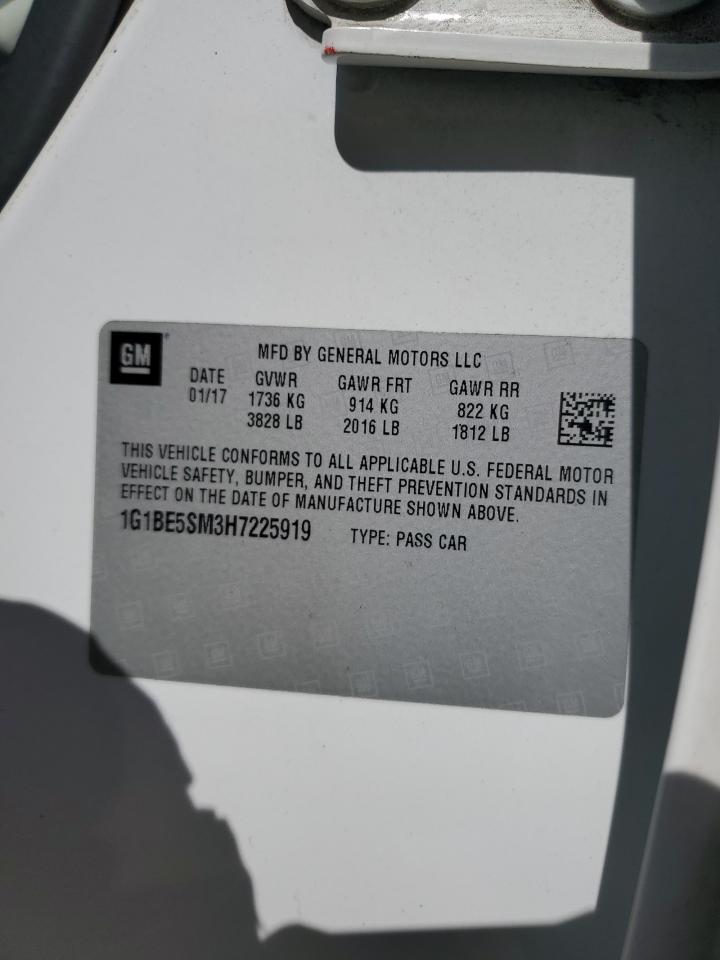 GM
MFD BY GENERAL MOTORS LLC
DATE GVWR GAWR FRT GAWR RR
01/17 1736 KG 914 KG 822 KG
3828 LB 2016 LB 1812 LB
THIS VEHICLE CONFORMS TO ALL APPLICABLE U.S. FEDERAL MOTOR
VEHICLE SAFETY, BUMPER, AND THEFT PREVENTION STANDARDS IN
EFFECT ON THE DATE OF MANUFACTURE SHOWN ABOVE.
1G1BE5SM3H7225919 TYPE: PASS CAR